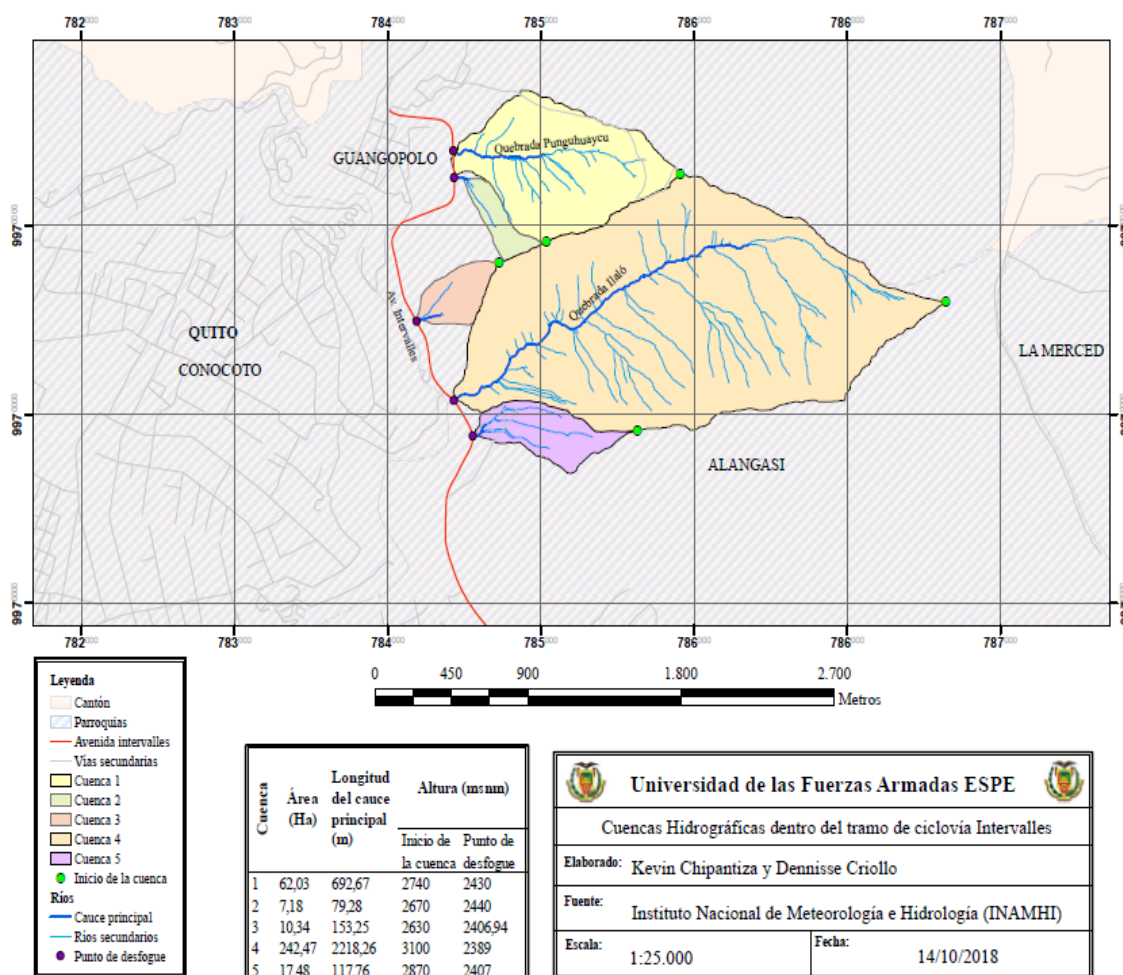 782000 783000 784000 785000 786000 786000 787000
GUANGOPOLO
Quebrada Punguhuaycu
Quebrada Ilaló
Av. Intervalles
QUITO
CONOCOTO
LA MERCED
ALANGASI
782000 783000 784000 785000 786000 786000 787000
0 450 900 1.800 2.700
Metros
Leyenda
Cantón
Parroquias
Avenida intervalles
Vías secundarias
Cuenca 1
Cuenca 2
Cuenca 3
Cuenca 4
Cuenca 5
Inicio de la cuenca
Ríos
Cauce principal
Ríos secundarios
Punto de desfogue
Cuenca
Área (Ha)
Longitud del cauce principal (m)
Altura (msnm)
Inicio de la cuenca
Punto de desfogue
1 62,03 692,67 2740 2430
2 7,18 79,28 2670 2440
3 10,34 153,25 2630 2406,94
4 242,47 2218,26 3100 2389
5 17,48 117,76 2870 2407
Universidad de las Fuerzas Armadas ESPE
Cuencas Hidrográficas dentro del tramo de ciclovía Intervalles
Elaborado: Kevin Chipantiza y Dennisse Criollo
Fuente: Instituto Nacional de Meteorología e Hidrología (INAMHI)
Escala: 1:25.000
Fecha: 14/10/2018